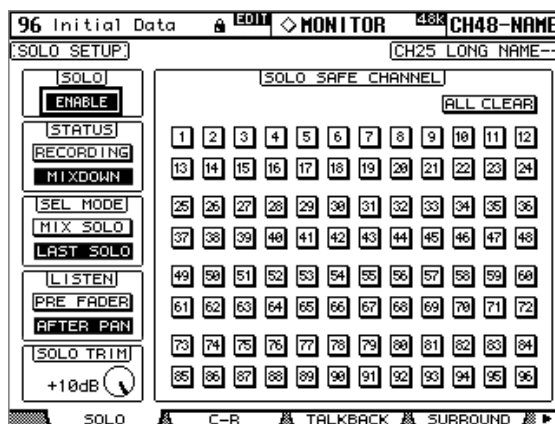 96 Initial Data EDIT MONITOR 48K CH48-NAME
SOLO SETUP CH25 LONG NAME--
SOLO
ENABLE
STATUS
RECORDING
MIXDOWN
SEL MODE
MIX SOLO
LAST SOLO
LISTEN
PRE FADER
AFTER PAN
SOLO TRIM
+10dB
SOLO SAFE CHANNEL
ALL CLEAR
1 2 3 4 5 6 7 8 9 10 11 12
13 14 15 16 17 18 19 20 21 22 23 24
25 26 27 28 29 30 31 32 33 34 35 36
37 38 39 40 41 42 43 44 45 46 47 48
49 50 51 52 53 54 55 56 57 58 59 60
61 62 63 64 65 66 67 68 69 70 71 72
73 74 75 76 77 78 79 80 81 82 83 84
85 86 87 88 89 90 91 92 93 94 95 96
SOLO C-R TALKBACK SURROUND